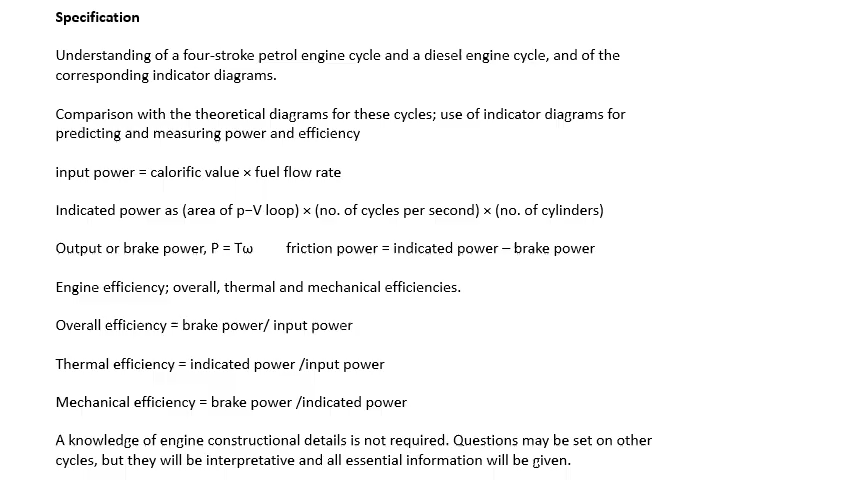 Specification
Understanding of a four-stroke petrol engine cycle and a diesel engine cycle, and of the
corresponding indicator diagrams.
Comparison with the theoretical diagrams for these cycles; use of indicator diagrams for
predicting and measuring power and efficiency
input power = calorific value × fuel flow rate
Indicated power as (area of p−V loop) × (no. of cycles per second) × (no. of cylinders)
Output or brake power, P = Tω friction power = indicated power – brake power
Engine efficiency; overall, thermal and mechanical efficiencies.
Overall efficiency = brake power/ input power
Thermal efficiency = indicated power /input power
Mechanical efficiency = brake power /indicated power
A knowledge of engine constructional details is not required. Questions may be set on other
cycles, but they will be interpretative and all essential information will be given.